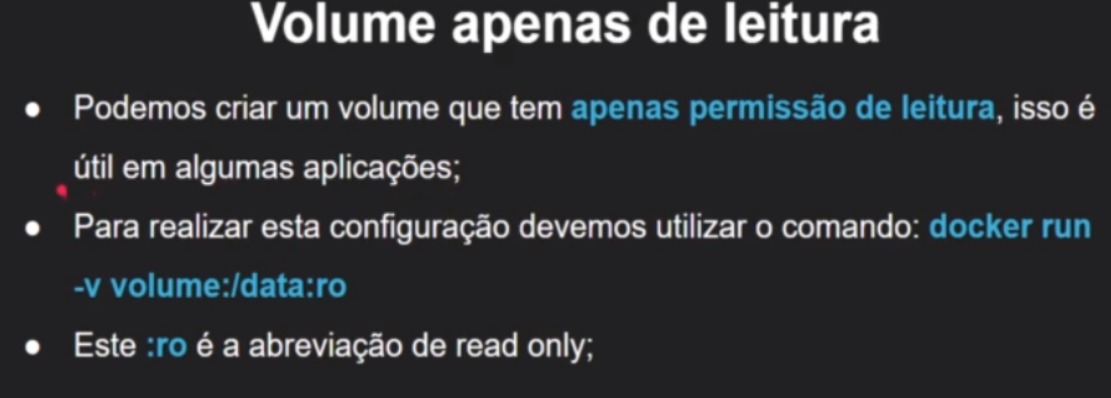 Volume apenas de leitura
● Podemos criar um volume que tem apenas permissão de leitura, isso é
útil em algumas aplicações;
● Para realizar esta configuração devemos utilizar o comando: docker run
-v volume:/data:ro
● Este :ro é a abreviação de read only;